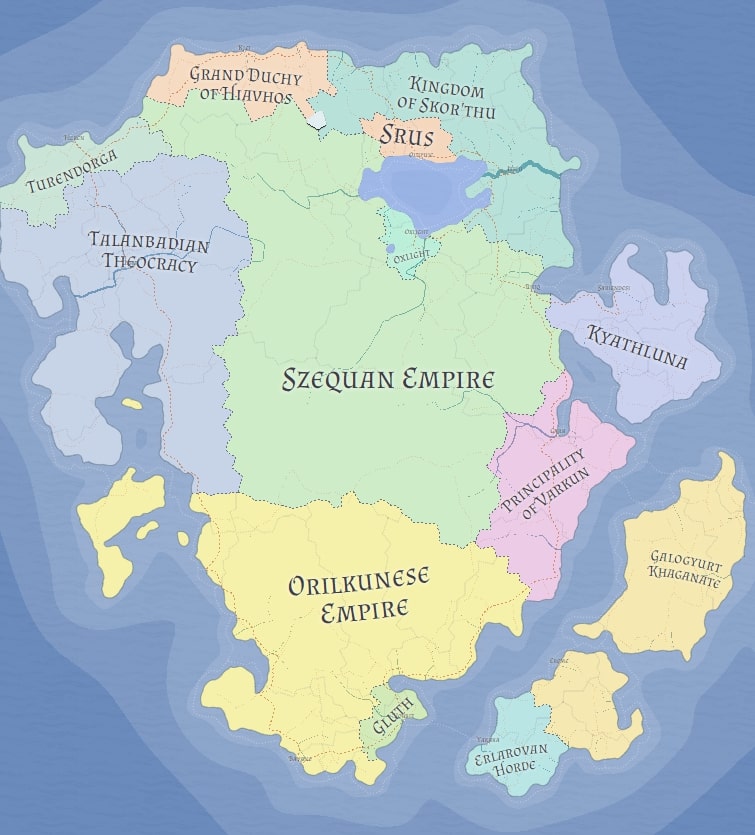 Grand Duchy
of Hiavhos
Kingdom
of Skor'thu
Srus
Turendorga
Talanbadian
Theocracy
Oxlight
Oxlight
Kyathluna
Szequan Empire
Principality
of Varkun
Galogyurt
Khaganate
Orilkunese
Empire
Gluth
Erlarovan
Horde